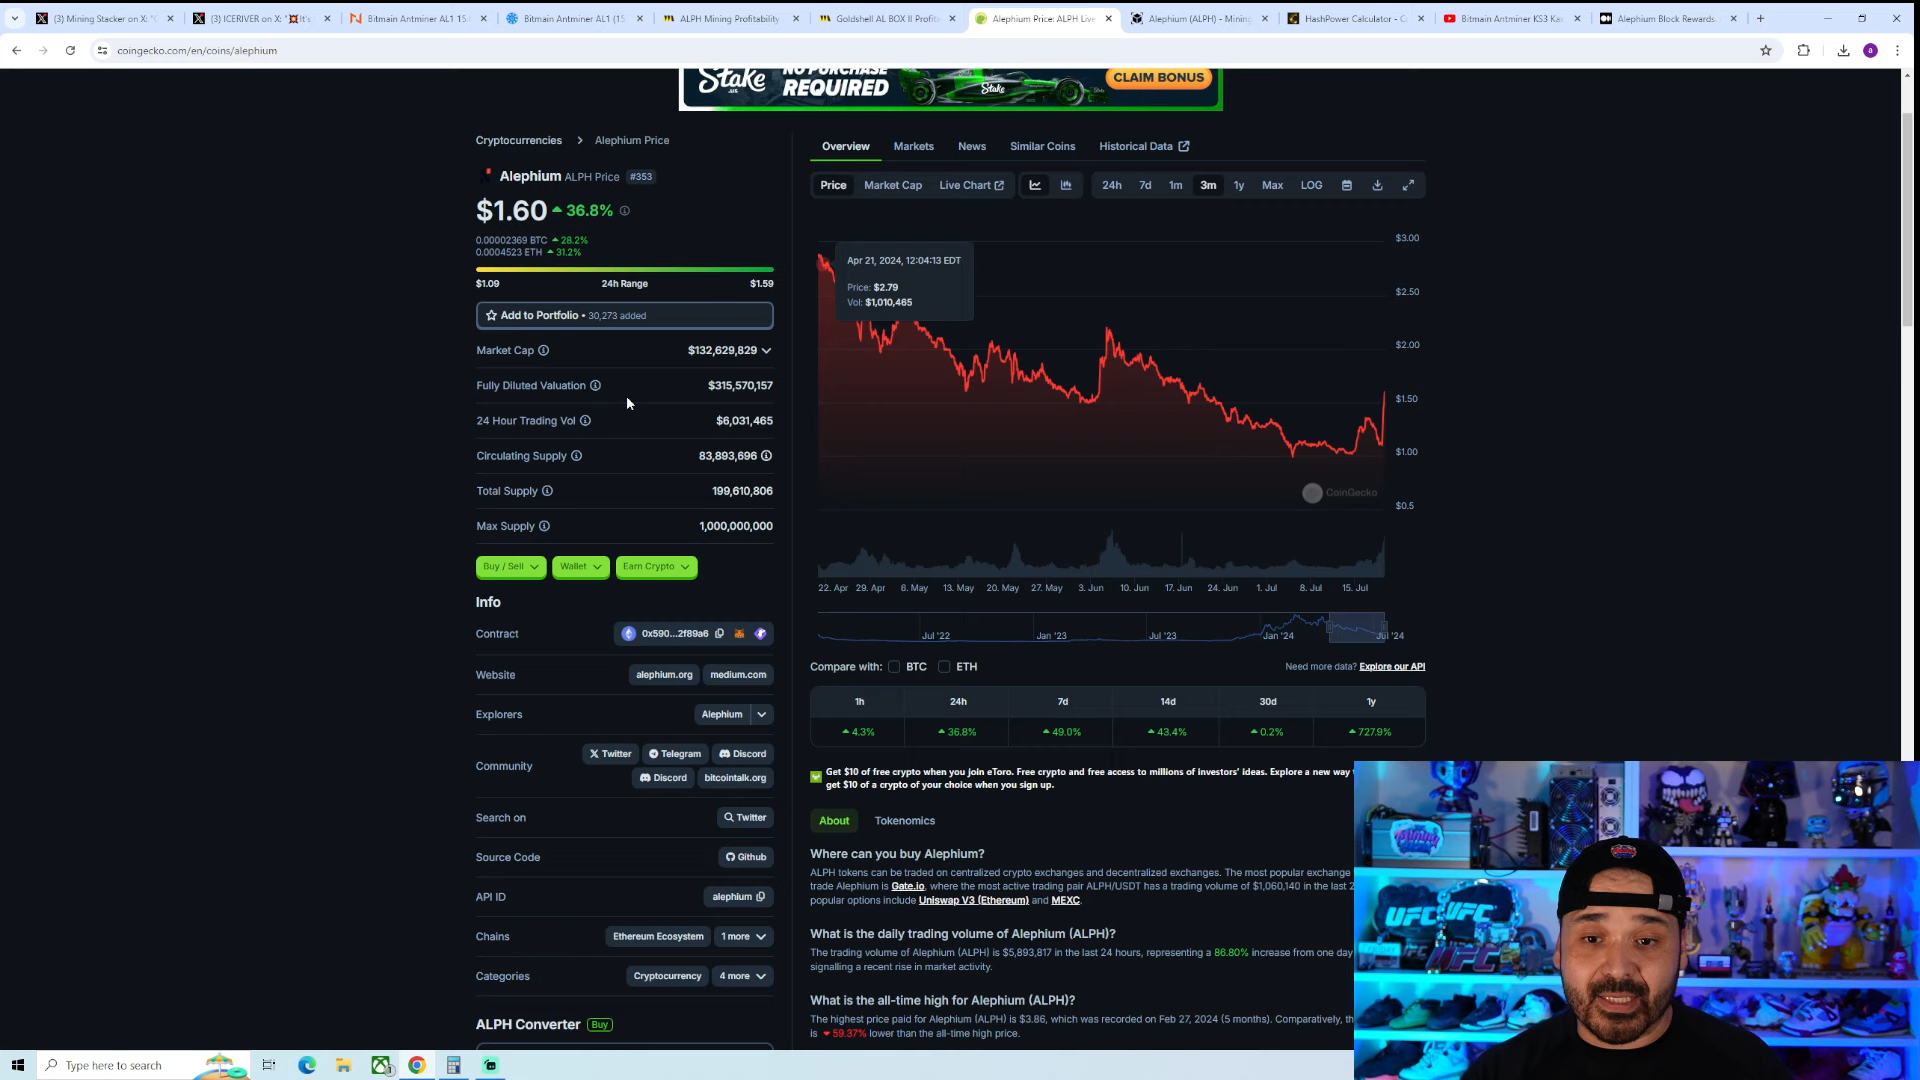 (3) Mining Stacker on X: "
(3) ICERIVER on X: "💥It's
Bitmain Antminer AL1 15.
Bitmain Antminer AL1 (15
ALPH Mining Profitability
Goldshell AL BOX II Profita
Alephium Price: ALPH Live
Alephium (ALPH) - Mining
HashPower Calculator - C
Bitmain Antminer KS3 Kas
Alephium Block Rewards.
coingecko.com/en/coins/alephium
a
Stake .us
NO PURCHASE
REQUIRED
Stake
CLAIM BONUS
Cryptocurrencies > Alephium Price
Alephium ALPH Price #353
$1.60 36.8%
0.00002369 BTC 28.2%
0.0004523 ETH 31.2%
$1.09 24h Range $1.59
Add to Portfolio • 30,273 added
Market Cap $132,629,829
Fully Diluted Valuation $315,570,157
24 Hour Trading Vol $6,031,465
Circulating Supply 83,893,696
Total Supply 199,610,806
Max Supply 1,000,000,000
Buy / Sell Wallet Earn Crypto
Info
Contract 0x590...2f89a6
Website alephium.org medium.com
Explorers Alephium
Community Twitter Telegram Discord
Discord bitcointalk.org
Search on Twitter
Source Code Github
API ID alephium
Chains Ethereum Ecosystem 1 more
Categories Cryptocurrency 4 more
ALPH Converter Buy
Overview Markets News Similar Coins Historical Data
Price Market Cap Live Chart 24h 7d 1m 3m 1y Max LOG
Apr 21, 2024, 12:04:13 EDT
Price: $2.79
Vol: $1,010,465
$3.00
$2.50
$2.00
$1.50
$1.00
$0.5
CoinGecko
22. Apr 29. Apr 6. May 13. May 20. May 27. May 3. Jun 10. Jun 17. Jun 24. Jun 1. Jul 8. Jul 15. Jul
Jul '22 Jan '23 Jul '23 Jan '24 Jul '24
Compare with: BTC ETH
Need more data? Explore our API
1h 24h 7d 14d 30d 1y
4.3% 36.8% 49.0% 43.4% 0.2% 727.9%
Get $10 of free crypto when you join eToro. Free crypto and free access to millions of investors' ideas. Explore a new way
get $10 of a crypto of your choice when you sign up.
About Tokenomics
Where can you buy Alephium?
ALPH tokens can be traded on centralized crypto exchanges and decentralized exchanges. The most popular exchange
trade Alephium is Gate.io, where the most active trading pair ALPH/USDT has a trading volume of $1,060,140 in the last 2
popular options include Uniswap V3 (Ethereum) and MEXC.
What is the daily trading volume of Alephium (ALPH)?
The trading volume of Alephium (ALPH) is $5,893,817 in the last 24 hours, representing a 86.80% increase from one day
signalling a recent rise in market activity.
What is the all-time high for Alephium (ALPH)?
The highest price paid for Alephium (ALPH) is $3.86, which was recorded on Feb 27, 2024 (5 months). Comparatively, th
is 59.37% lower than the all-time high price.
UFC UFC
UFC
Type here to search